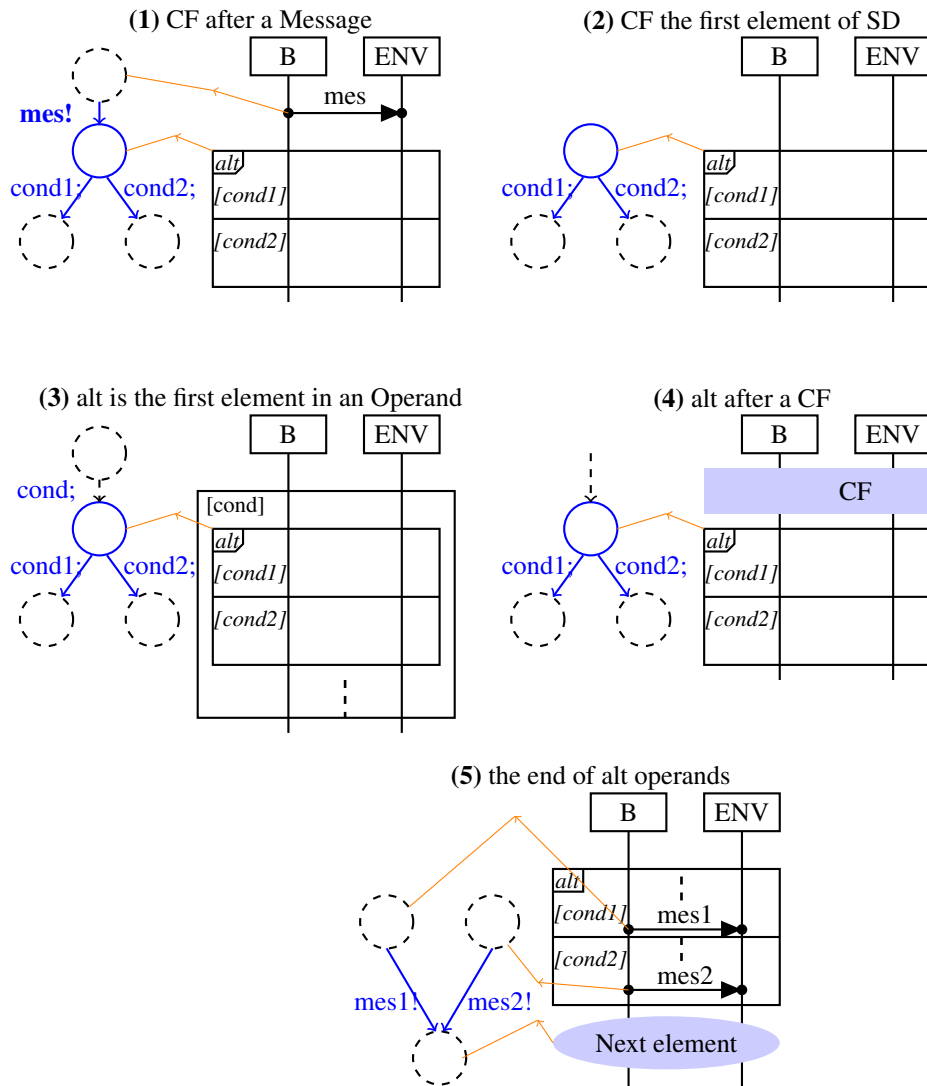 (1) CF after a Message
B ENV
mes
mes!
alt
cond1; cond2; [cond1]
[cond2]
(2) CF the first element of SD
B ENV
alt
cond1; cond2; [cond1]
[cond2]
(3) alt is the first element in an Operand
B ENV
cond; [cond]
alt
cond1; cond2; [cond1]
[cond2]
(4) alt after a CF
B ENV
CF
alt
cond1; cond2; [cond1]
[cond2]
(5) the end of alt operands
B ENV
alt
[cond1] mes1
[cond2] mes2
mes1! mes2!
Next element